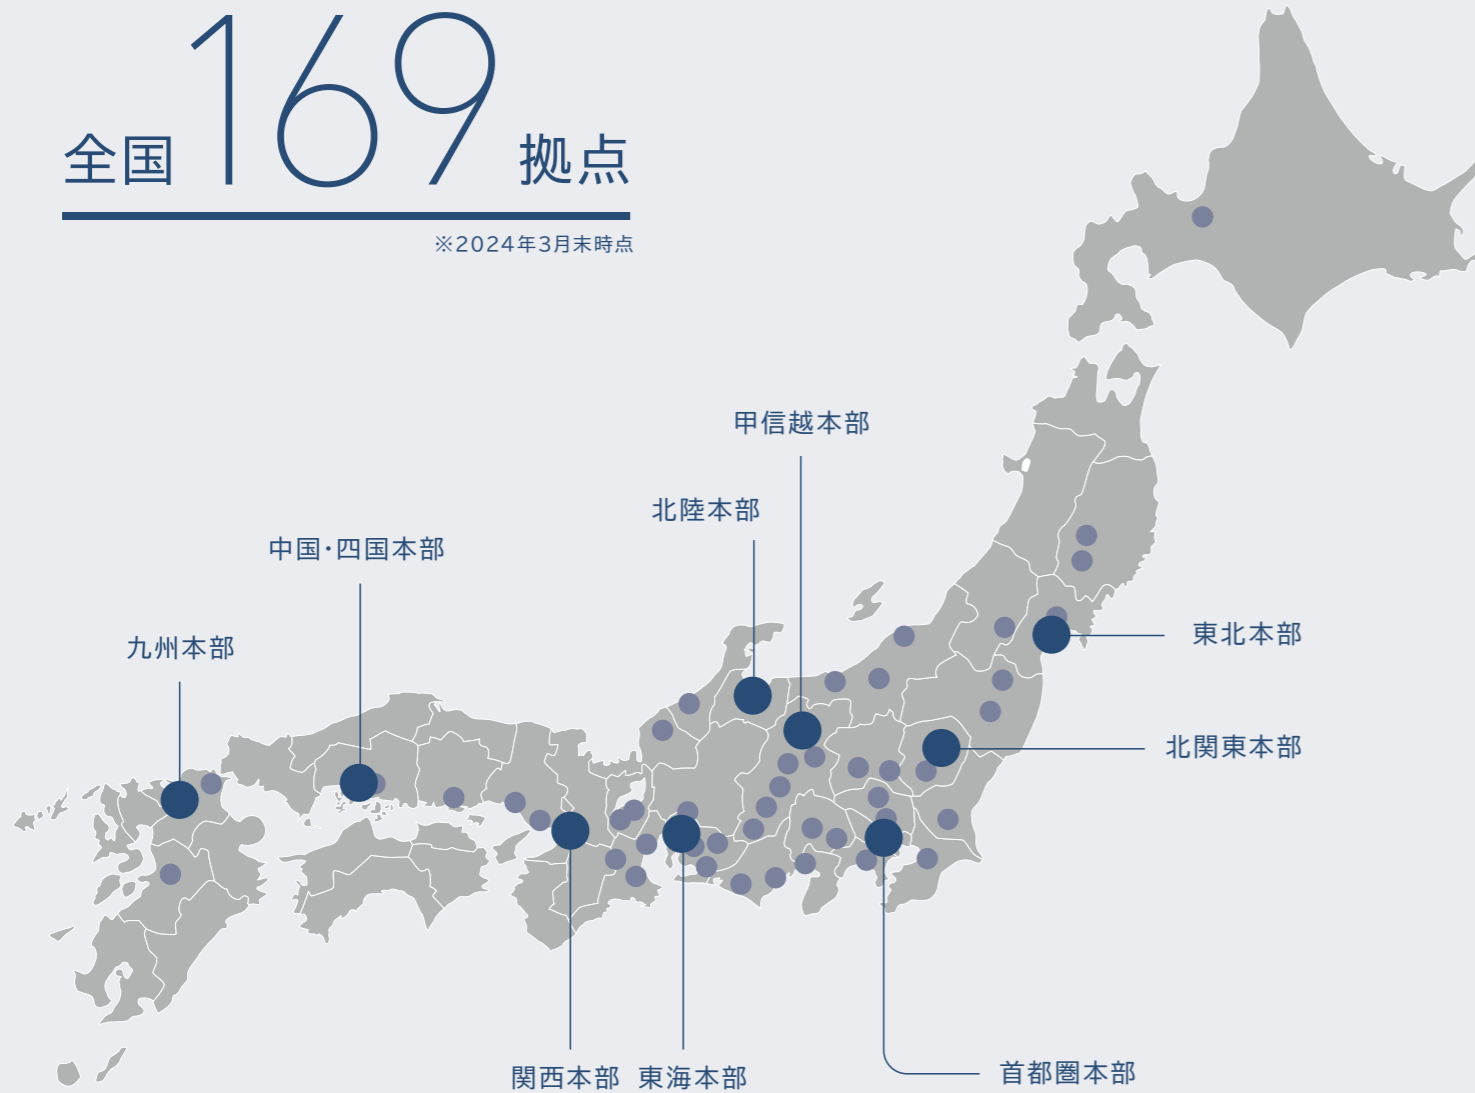 全国169拠点
※2024年3月末時点
甲信越本部
北陸本部
中国・四国本部
九州本部
東北本部
北関東本部
関西本部
東海本部
首都圏本部